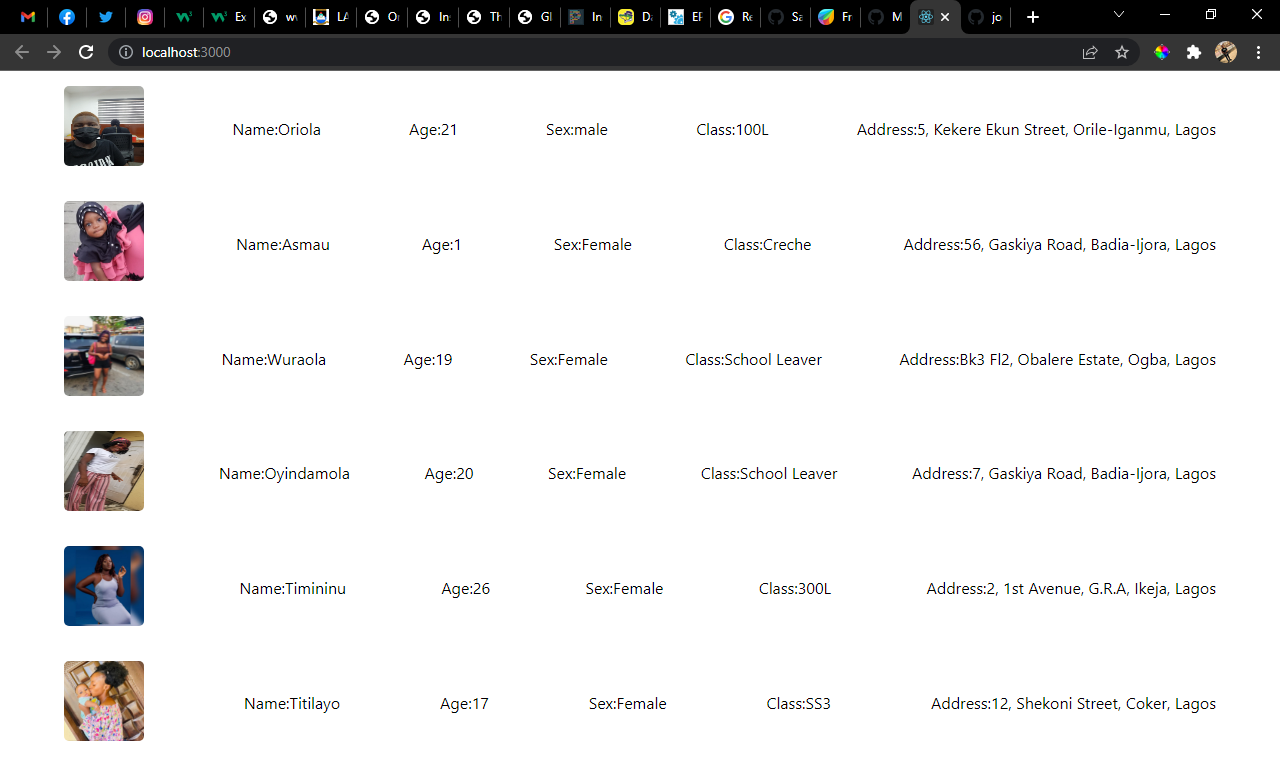 Ex
w
LA
O
In
Th
Gl
In
Da
EF
Re
Sa
Fr
M
jo
localhost:3000
Name:Oriola Age:21 Sex:male Class:100L Address:5, Kekere Ekun Street, Orile-Iganmu, Lagos
Name:Asmau Age:1 Sex:Female Class:Creche Address:56, Gaskiya Road, Badia-Ijora, Lagos
Name:Wuraola Age:19 Sex:Female Class:School Leaver Address:Bk3 Fl2, Obalere Estate, Ogba, Lagos
Name:Oyindamola Age:20 Sex:Female Class:School Leaver Address:7, Gaskiya Road, Badia-Ijora, Lagos
Name:Timininu Age:26 Sex:Female Class:300L Address:2, 1st Avenue, G.R.A, Ikeja, Lagos
Name:Titilayo Age:17 Sex:Female Class:SS3 Address:12, Shekoni Street, Coker, Lagos